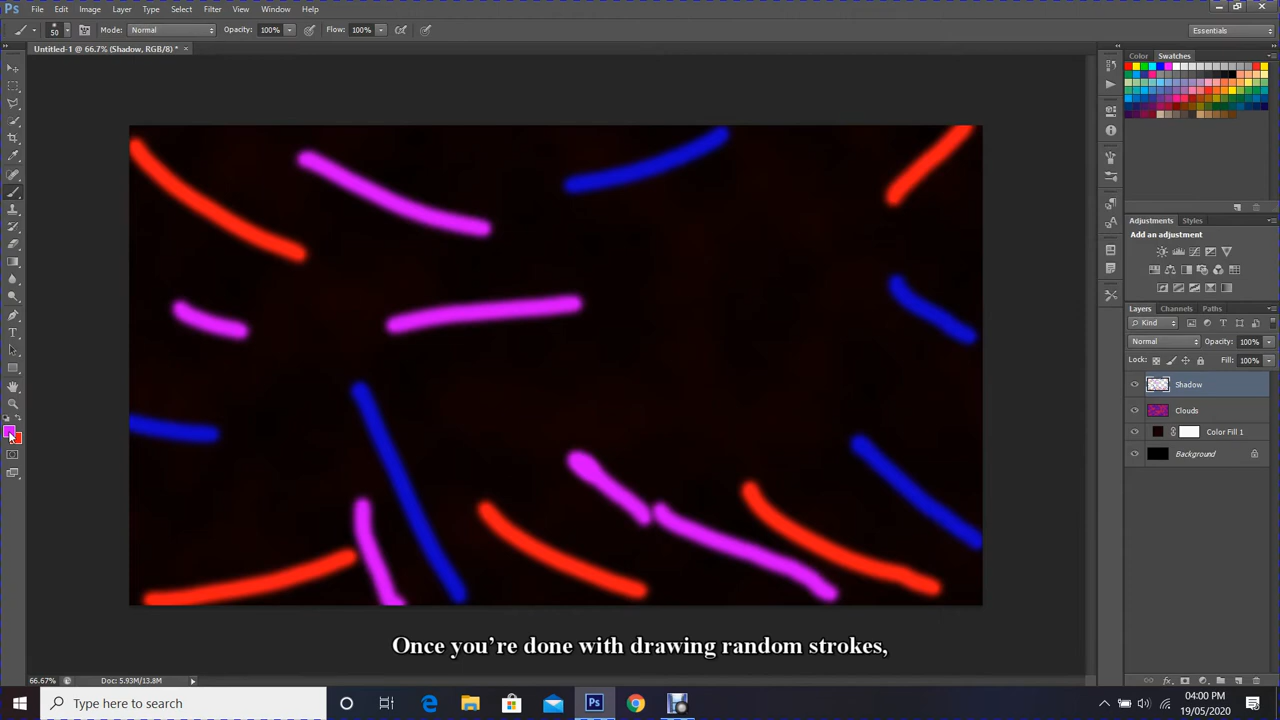 Ps File Edit Image Layer Type Select Filter View Window Help
50 Mode: Normal Opacity: 100% Flow: 100% Essentials
Untitled-1 @ 66.7% (Shadow, RGB/8) * ×
Color Swatches
Adjustments Styles
Add an adjustment
Layers Channels Paths
Kind
Normal Opacity: 100%
Lock: Fill: 100%
Shadow
Clouds
Color Fill 1
Background
Once you’re done with drawing random strokes,
66.67% Doc: 5.93M/13.8M
Type here to search
Ps
04:00 PM
19/05/2020